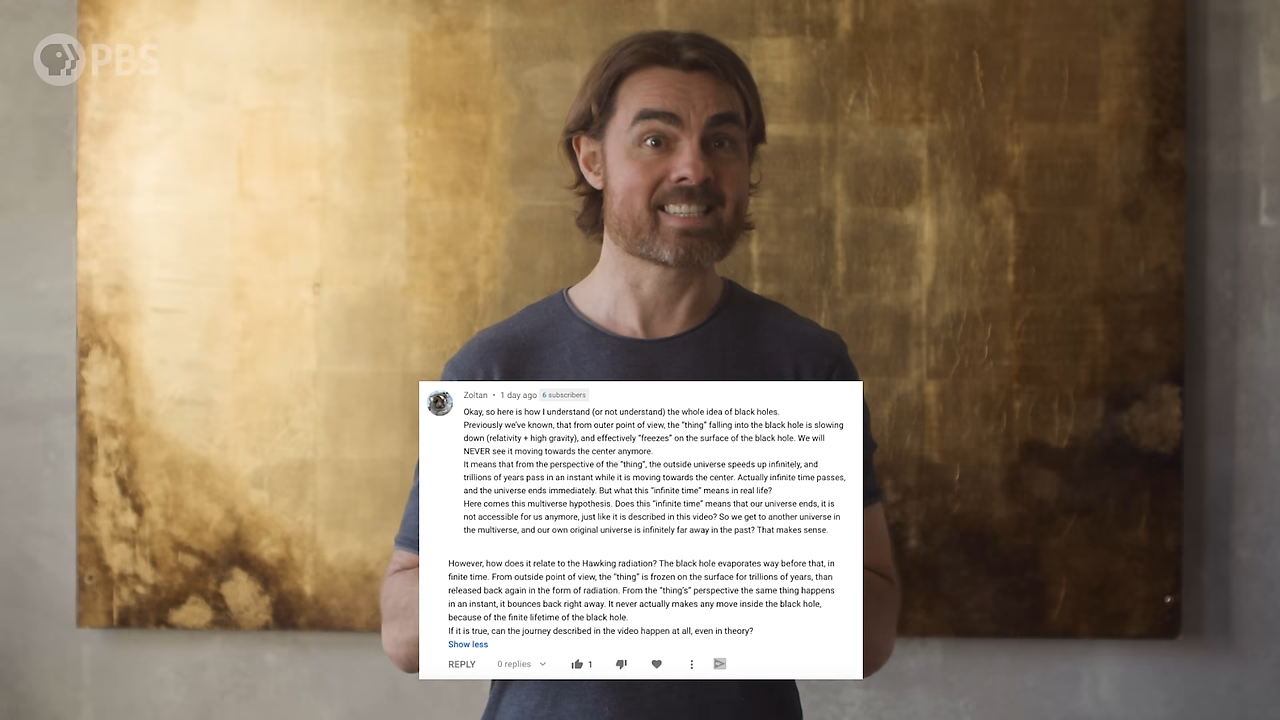 PBS
Zoltan • 1 day ago 6 subscribers
Okay, so here is how I understand (or not understand) the whole idea of black holes.
Previously we've known, that from outer point of view, the "thing" falling into the black hole is slowing
down (relativity + high gravity), and effectively "freezes" on the surface of the black hole. We will
NEVER see it moving towards the center anymore.
It means that from the perspective of the "thing", the outside universe speeds up infinitely, and
trillions of years pass in an instant while it is moving towards the center. Actually infinite time passes,
and the universe ends immediately. But what this "infinite time" means in real life?
Here comes this multiverse hypothesis. Does this "infinite time" means that our universe ends, it is
not accessible for us anymore, just like it is described in this video? So we get to another universe in
the multiverse, and our own original universe is infinitely far away in the past? That makes sense.
However, how does it relate to the Hawking radiation? The black hole evaporates way before that, in
finite time. From outside point of view, the "thing" is frozen on the surface for trillions of years, than
released back again in the form of radiation. From the "thing's" perspective the same thing happens
in an instant, it bounces back right away. It never actually makes any move inside the black hole,
because of the finite lifetime of the black hole.
If it is true, can the journey described in the video happen at all, even in theory?
Show less
REPLY 0 replies 1